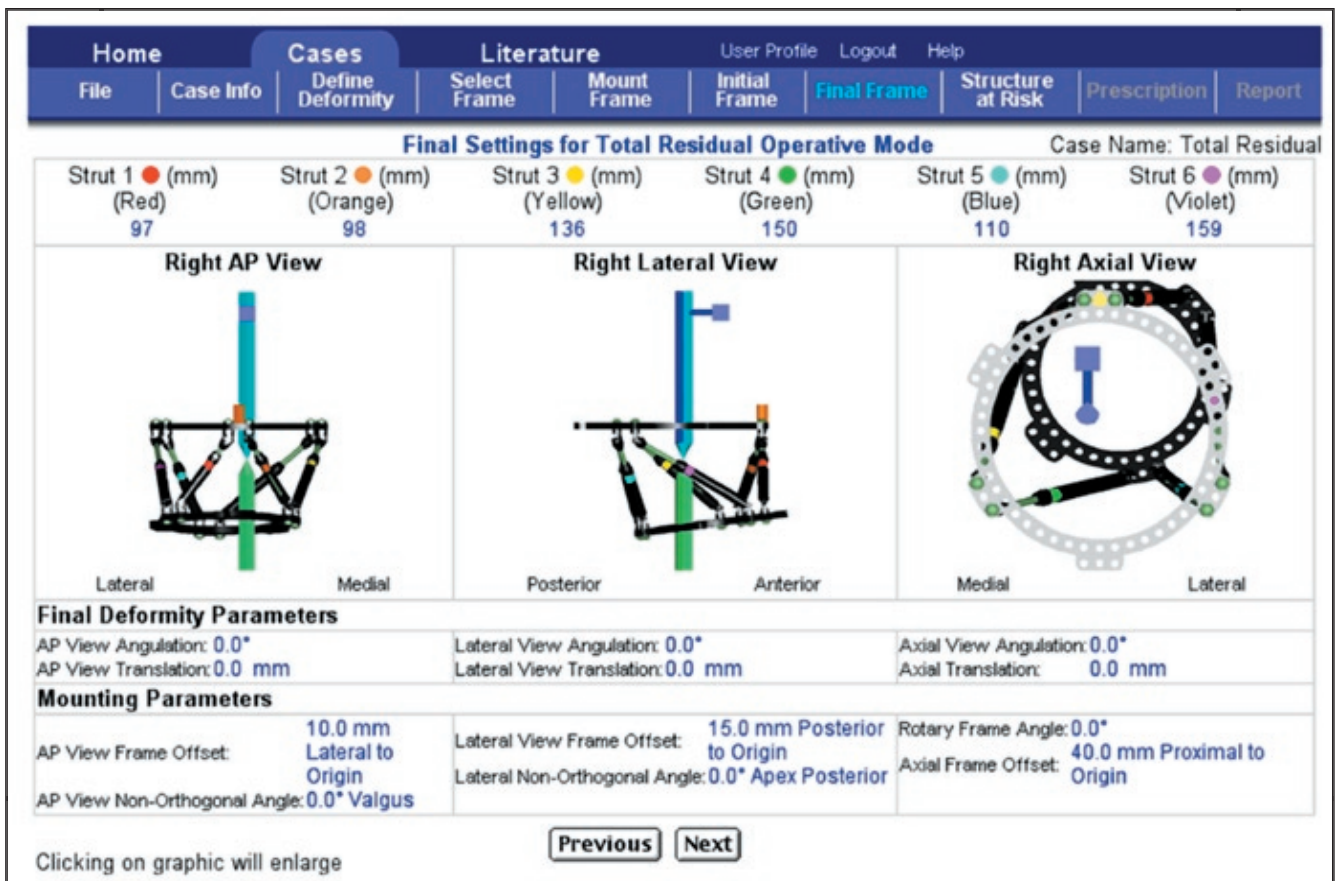 Home Cases Literature User Profile Logout Help
File Case Info Define Deformity Select Frame Mount Frame Initial Frame Final Frame Structure at Risk Prescription Report
Final Settings for Total Residual Operative Mode Case Name: Total Residual
Strut 1 (mm) Strut 2 (mm) Strut 3 (mm) Strut 4 (mm) Strut 5 (mm) Strut 6 (mm)
(Red) (Orange) (Yellow) (Green) (Blue) (Violet)
97 98 136 150 110 159
Right AP View Right Lateral View Right Axial View
Lateral Medial Posterior Anterior Medial Lateral
Final Deformity Parameters
AP View Angulation: 0.0° Lateral View Angulation: 0.0° Axial View Angulation: 0.0°
AP View Translation: 0.0 mm Lateral View Translation: 0.0 mm Axial Translation: 0.0 mm
Mounting Parameters
AP View Frame Offset: 10.0 mm Lateral to Origin Lateral View Frame Offset: 15.0 mm Posterior to Origin Rotary Frame Angle: 0.0°
Lateral Non-Orthogonal Angle: 0.0° Apex Posterior Axial Frame Offset: 40.0 mm Proximal to Origin
AP View Non-Orthogonal Angle: 0.0° Valgus
Previous Next
Clicking on graphic will enlarge